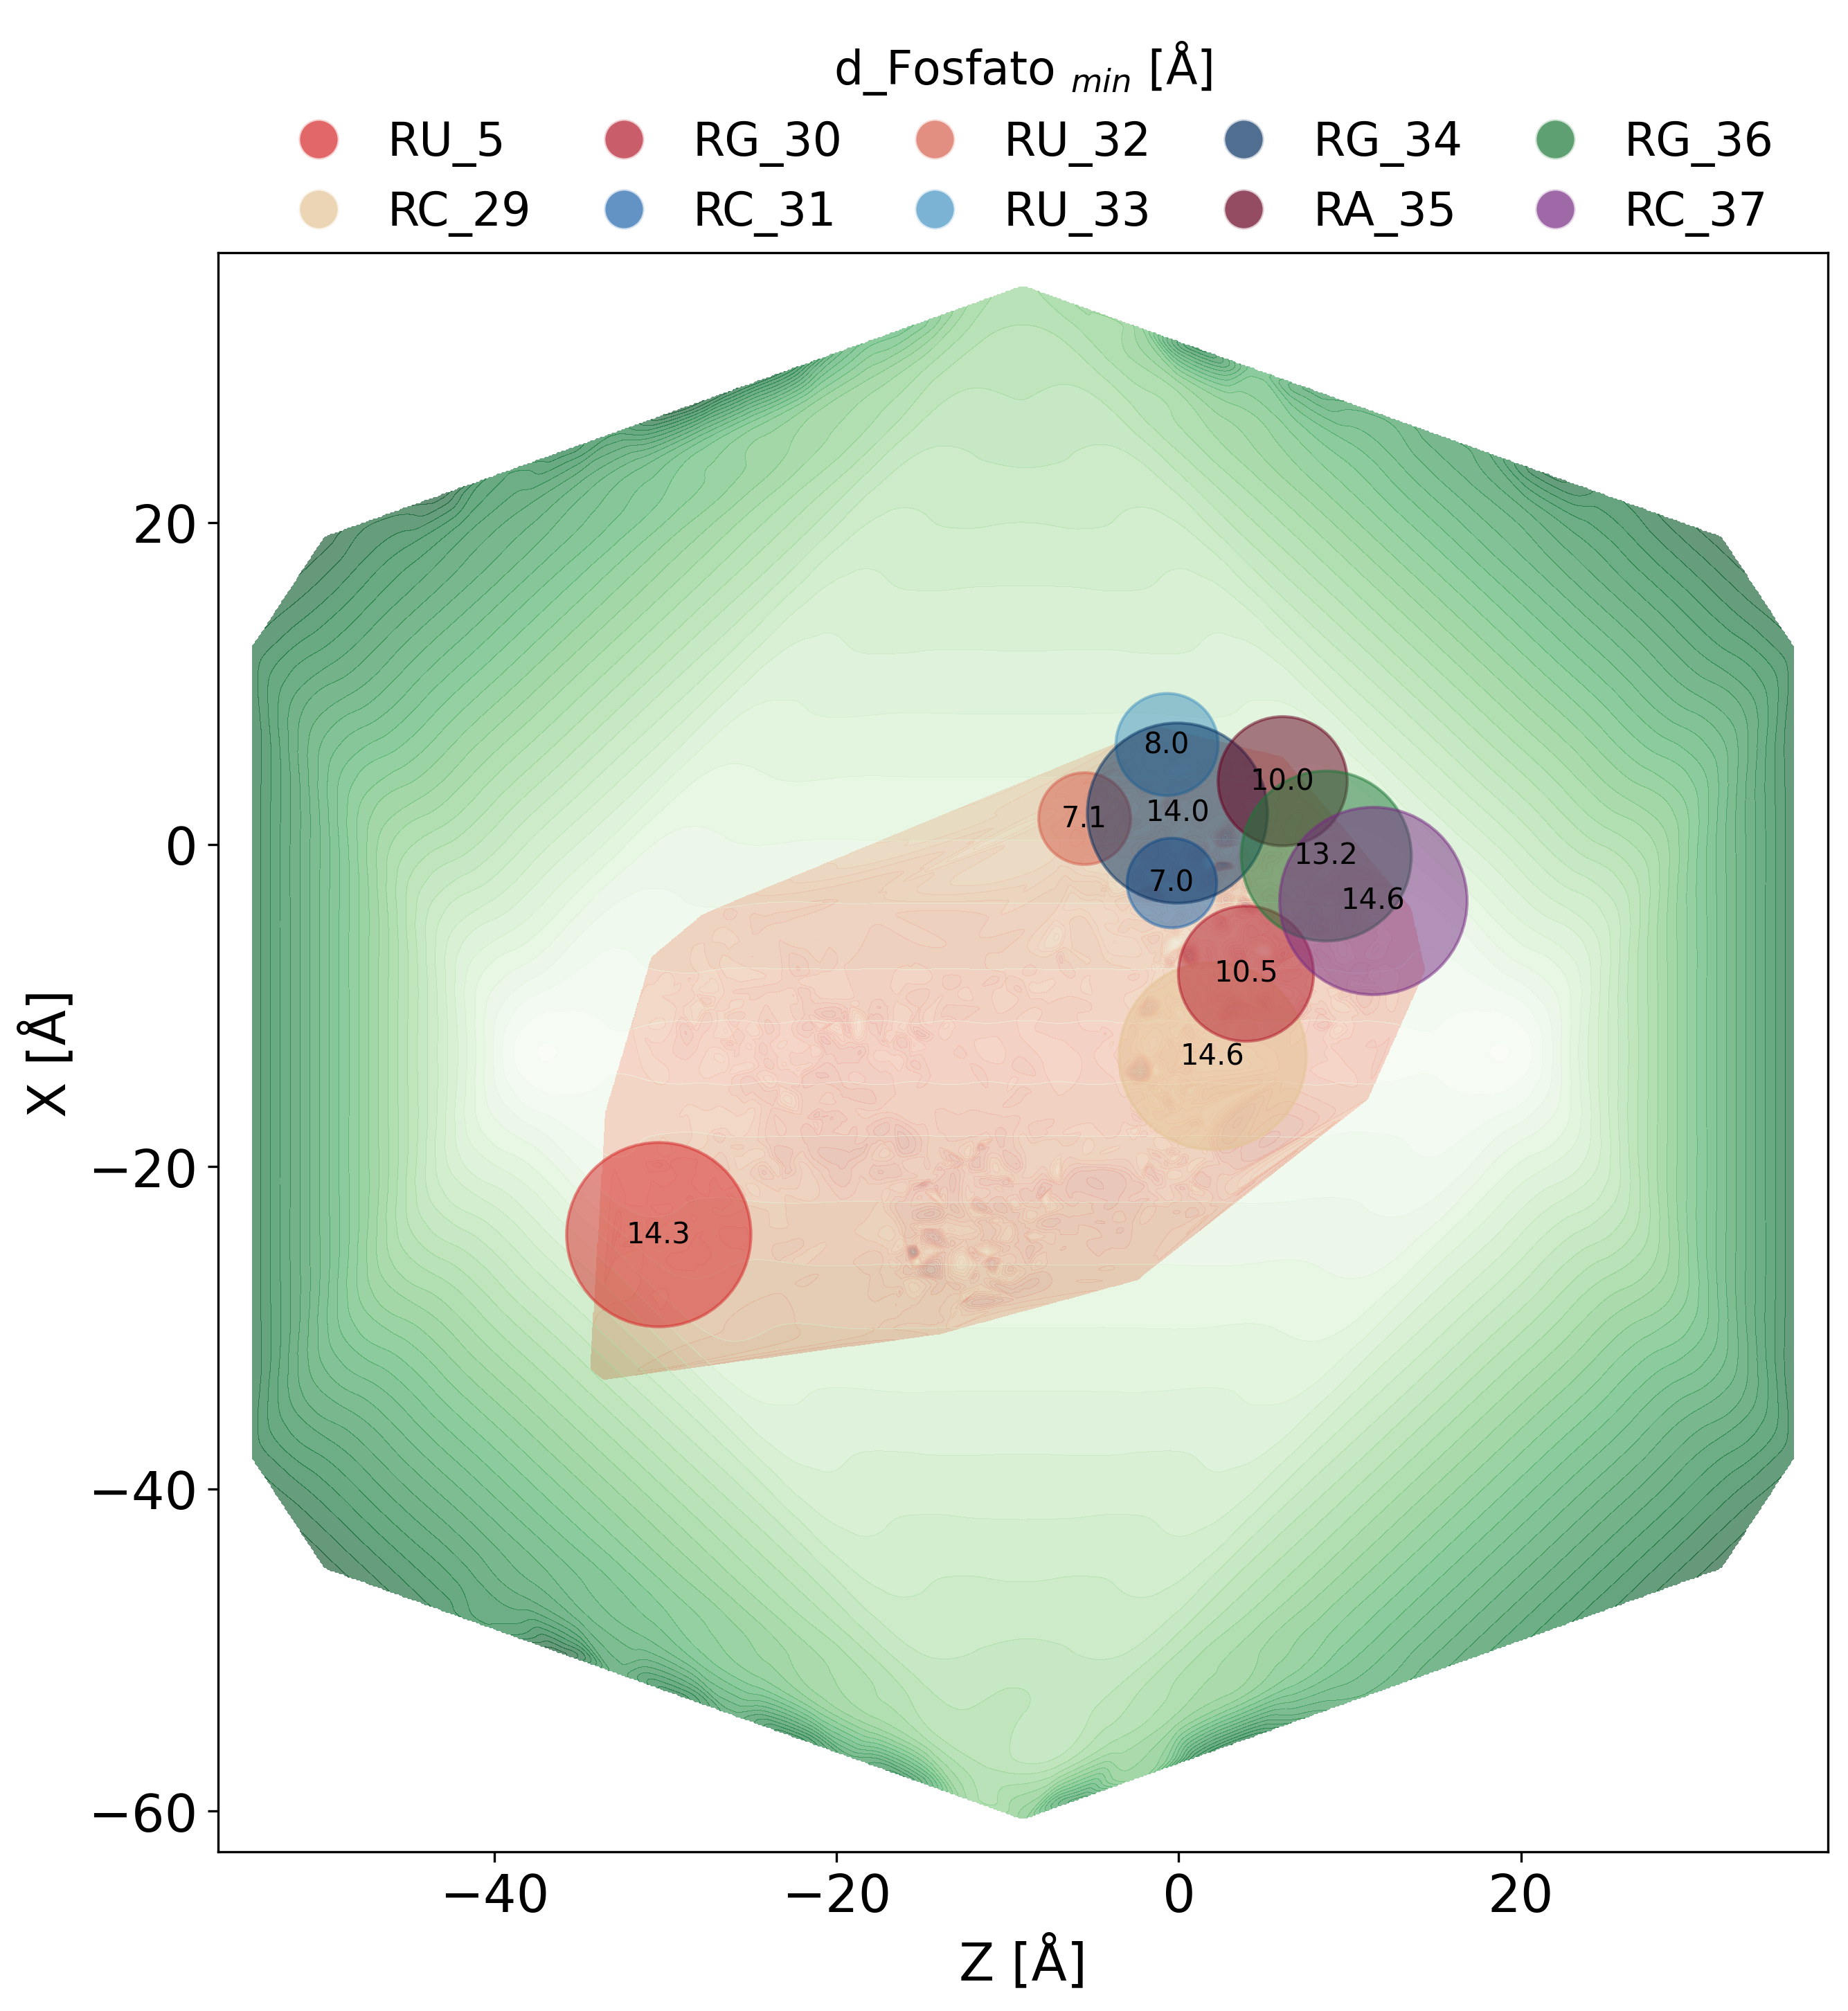 d_Fosfato min [Å]
RU_5 RG_30 RU_32 RG_34 RG_36
RC_29 RC_31 RU_33 RA_35 RC_37
20
0
−20
−40
−60
X [Å]
8.0
10.0
14.0
7.1
13.2
7.0
14.6
10.5
14.6
14.3
−40 −20 0 20
Z [Å]